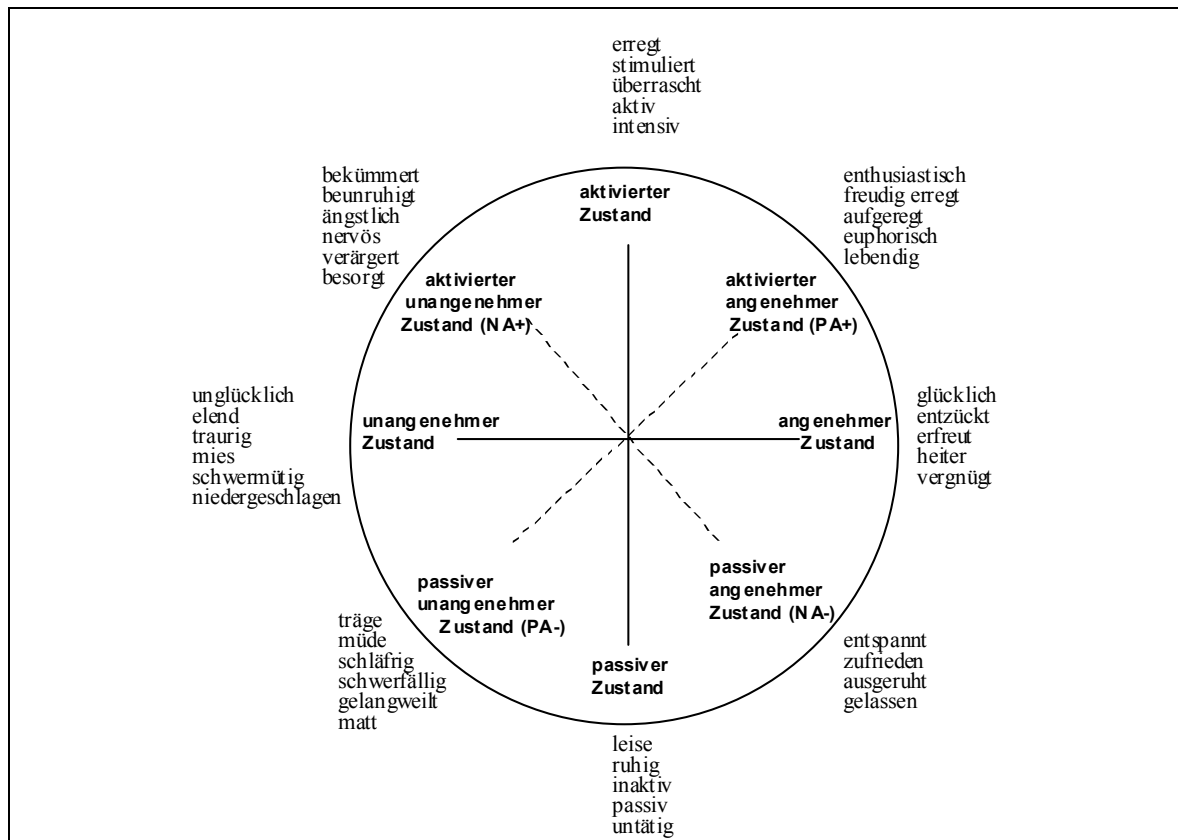 erregt
stimuliert
überrascht
aktiv
intensiv
bekümmert
beunruhigt
ängstlich
nervös
verärgert
besorgt
aktivierter
Zustand
enthusiastisch
freudig erregt
aufgeregt
euphorisch
lebendig
aktivierter
unangenehmer
Zustand (NA+)
aktivierter
angenehmer
Zustand (PA+)
unglücklich
elend
traurig
mies
schwermütig
niedergeschlagen
unangenehmer
Zustand
angenehmer
Zustand
glücklich
entzückt
erfreut
heiter
vergnügt
passiver
unangenehmer
Zustand (PA-)
passiver
angenehmer
Zustand (NA-)
träge
müde
schläfrig
schwerfällig
gelangweilt
matt
passiver
Zustand
entspannt
zufrieden
ausgeruht
gelassen
leise
ruhig
inaktiv
passiv
untätig